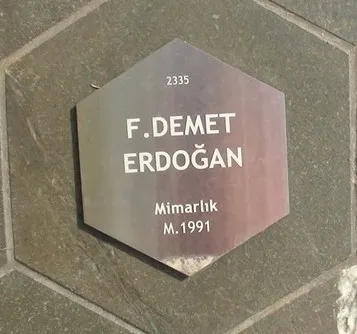 2335
F.DEMET
ERDOĞAN
Mimarlık
M.1991